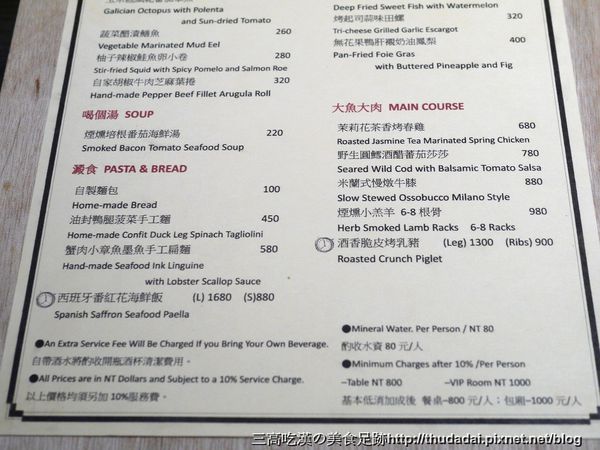 Galician Octopus with Polenta
and Sun-dried Tomato
蔬菜醋漬鱔魚 260
Vegetable Marinated Mud Eel
柚子辣椒鮭魚卵小卷 280
Stir-fried Squid with Spicy Pomelo and Salmon Roe
自家胡椒牛肉芝麻葉捲 320
Hand-made Pepper Beef Fillet Arugula Roll
喝個湯 SOUP
煙燻培根蕃茄海鮮湯 220
Smoked Bacon Tomato Seafood Soup
澱食 PASTA & BREAD
自製麵包 100
Home-made Bread
油封鴨腿菠菜手工麵 450
Home-made Confit Duck Leg Spinach Tagliolini
蟹肉小章魚墨魚手工扁麵 580
Hand-made Seafood Ink Linguine
with Lobster Scallop Sauce
西班牙番紅花海鮮飯 (L) 1680 (S)880
Spanish Saffron Seafood Paella
●An Extra Service Fee Will Be Charged If You Bring Your Own Beverage.
自帶酒水將酌收開瓶酒杯清潔費用。
●All Prices are in NT Dollars and Subject to a 10% Service Charge.
以上價格均須另加 10%服務費。
Deep Fried Sweet Fish with Watermelon
烤起司蒜味田螺 320
Tri-cheese Grilled Garlic Escargot
無花果鴨肝襯奶油鳳梨 400
Pan-Fried Foie Gras
with Buttered Pineapple and Fig
大魚大肉 MAIN COURSE
茉莉花茶香烤春雞 680
Roasted Jasmine Tea Marinated Spring Chicken
野生圓鱈酒醋蕃茄莎莎 780
Seared Wild Cod with Balsamic Tomato Salsa
米蘭式慢燉牛膝 880
Slow Stewed Ossobuco Milano Style
煙燻小羔羊 6-8 根骨 980
Herb Smoked Lamb Racks 6-8 Racks
酒香脆皮烤乳豬 (Leg) 1300 (Ribs) 900
Roasted Crunch Piglet
●Mineral Water. Per Person / NT 80
酌收水資 80 元/人
●Minimum Charges after 10% /Per Person
–Table NT 800 –VIP Room NT 1000
基本低消加成後 餐桌–800 元/人；包廂–1000 元/人
三高吃漢の美食足跡http://thudadai.pixnet.net/blog